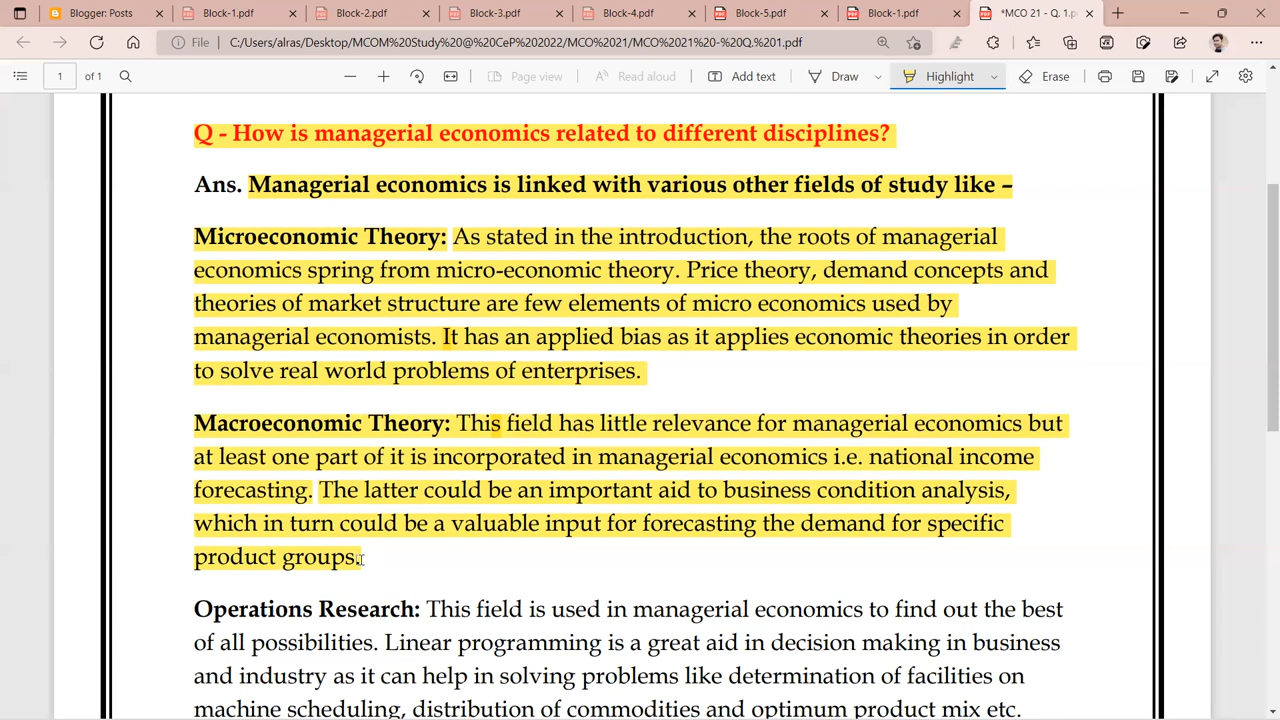 Blogger: Posts
Block-1.pdf
Block-2.pdf
Block-3.pdf
Block-4.pdf
Block-5.pdf
Block-1.pdf
*MCO 21 - Q. 1.p
File
C:/Users/alras/Desktop/MCOM%20Study@%20CeP%202022/MCO%2021/MCO%2021%20-%20Q.%201.pdf
1 of 1
Page view
Read aloud
Add text
Draw
Highlight
Erase
Q - How is managerial economics related to different disciplines?
Ans. Managerial economics is linked with various other fields of study like –
Microeconomic Theory: As stated in the introduction, the roots of managerial
economics spring from micro-economic theory. Price theory, demand concepts and
theories of market structure are few elements of micro economics used by
managerial economists. It has an applied bias as it applies economic theories in order
to solve real world problems of enterprises.
Macroeconomic Theory: This field has little relevance for managerial economics but
at least one part of it is incorporated in managerial economics i.e. national income
forecasting. The latter could be an important aid to business condition analysis,
which in turn could be a valuable input for forecasting the demand for specific
product groups.
Operations Research: This field is used in managerial economics to find out the best
of all possibilities. Linear programming is a great aid in decision making in business
and industry as it can help in solving problems like determination of facilities on
machine scheduling, distribution of commodities and optimum product mix etc.